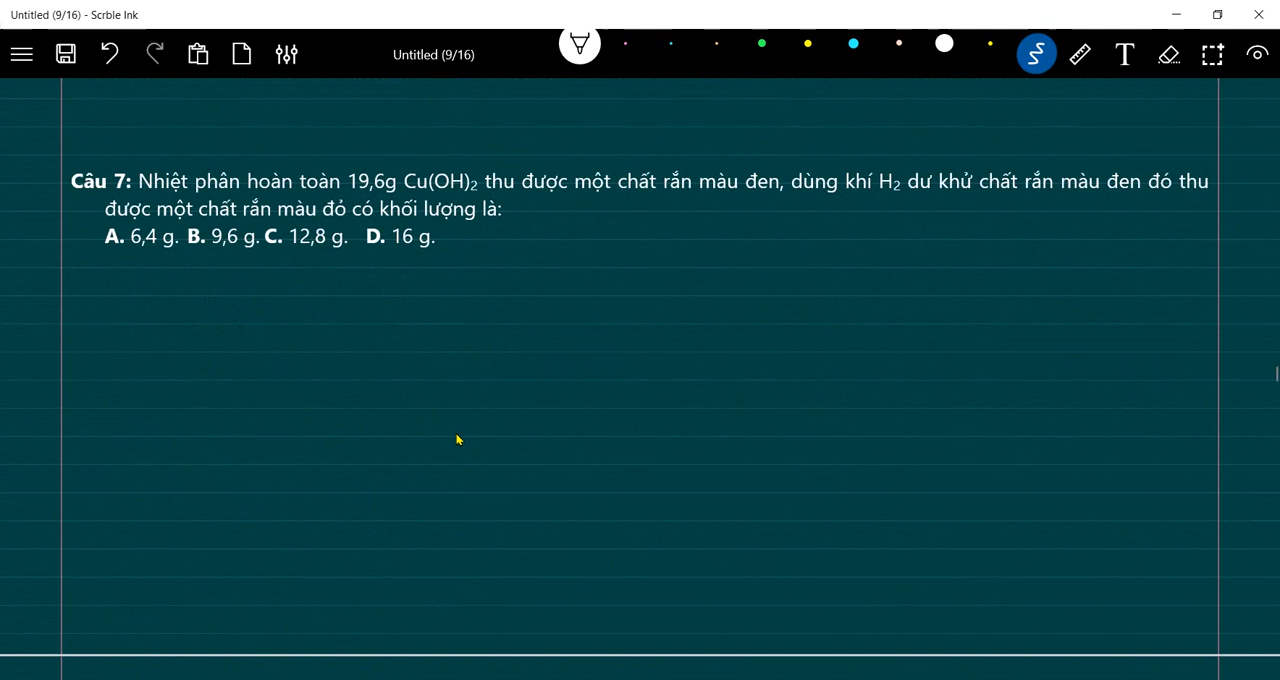 Untitled (9/16) - Scrble Ink
Untitled (9/16)
T
Câu 7: Nhiệt phân hoàn toàn 19,6g Cu(OH)₂ thu được một chất rắn màu đen, dùng khí H₂ dư khử chất rắn màu đen đó thu
được một chất rắn màu đỏ có khối lượng là:
A. 6,4 g. B. 9,6 g. C. 12,8 g. D. 16 g.